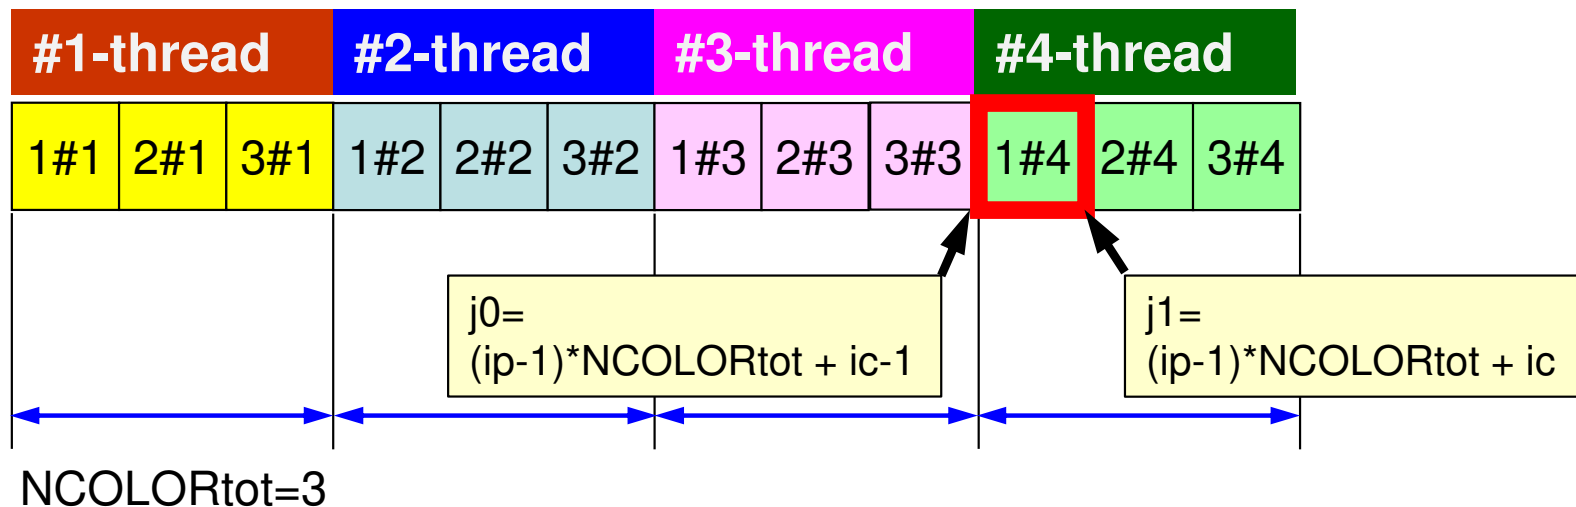 #1-thread #2-thread #3-thread #4-thread
1#1 2#1 3#1 1#2 2#2 3#2 1#3 2#3 3#3 1#4 2#4 3#4
j0=
(ip-1)*NCOLORtot + ic-1
j1=
(ip-1)*NCOLORtot + ic
NCOLORtot=3